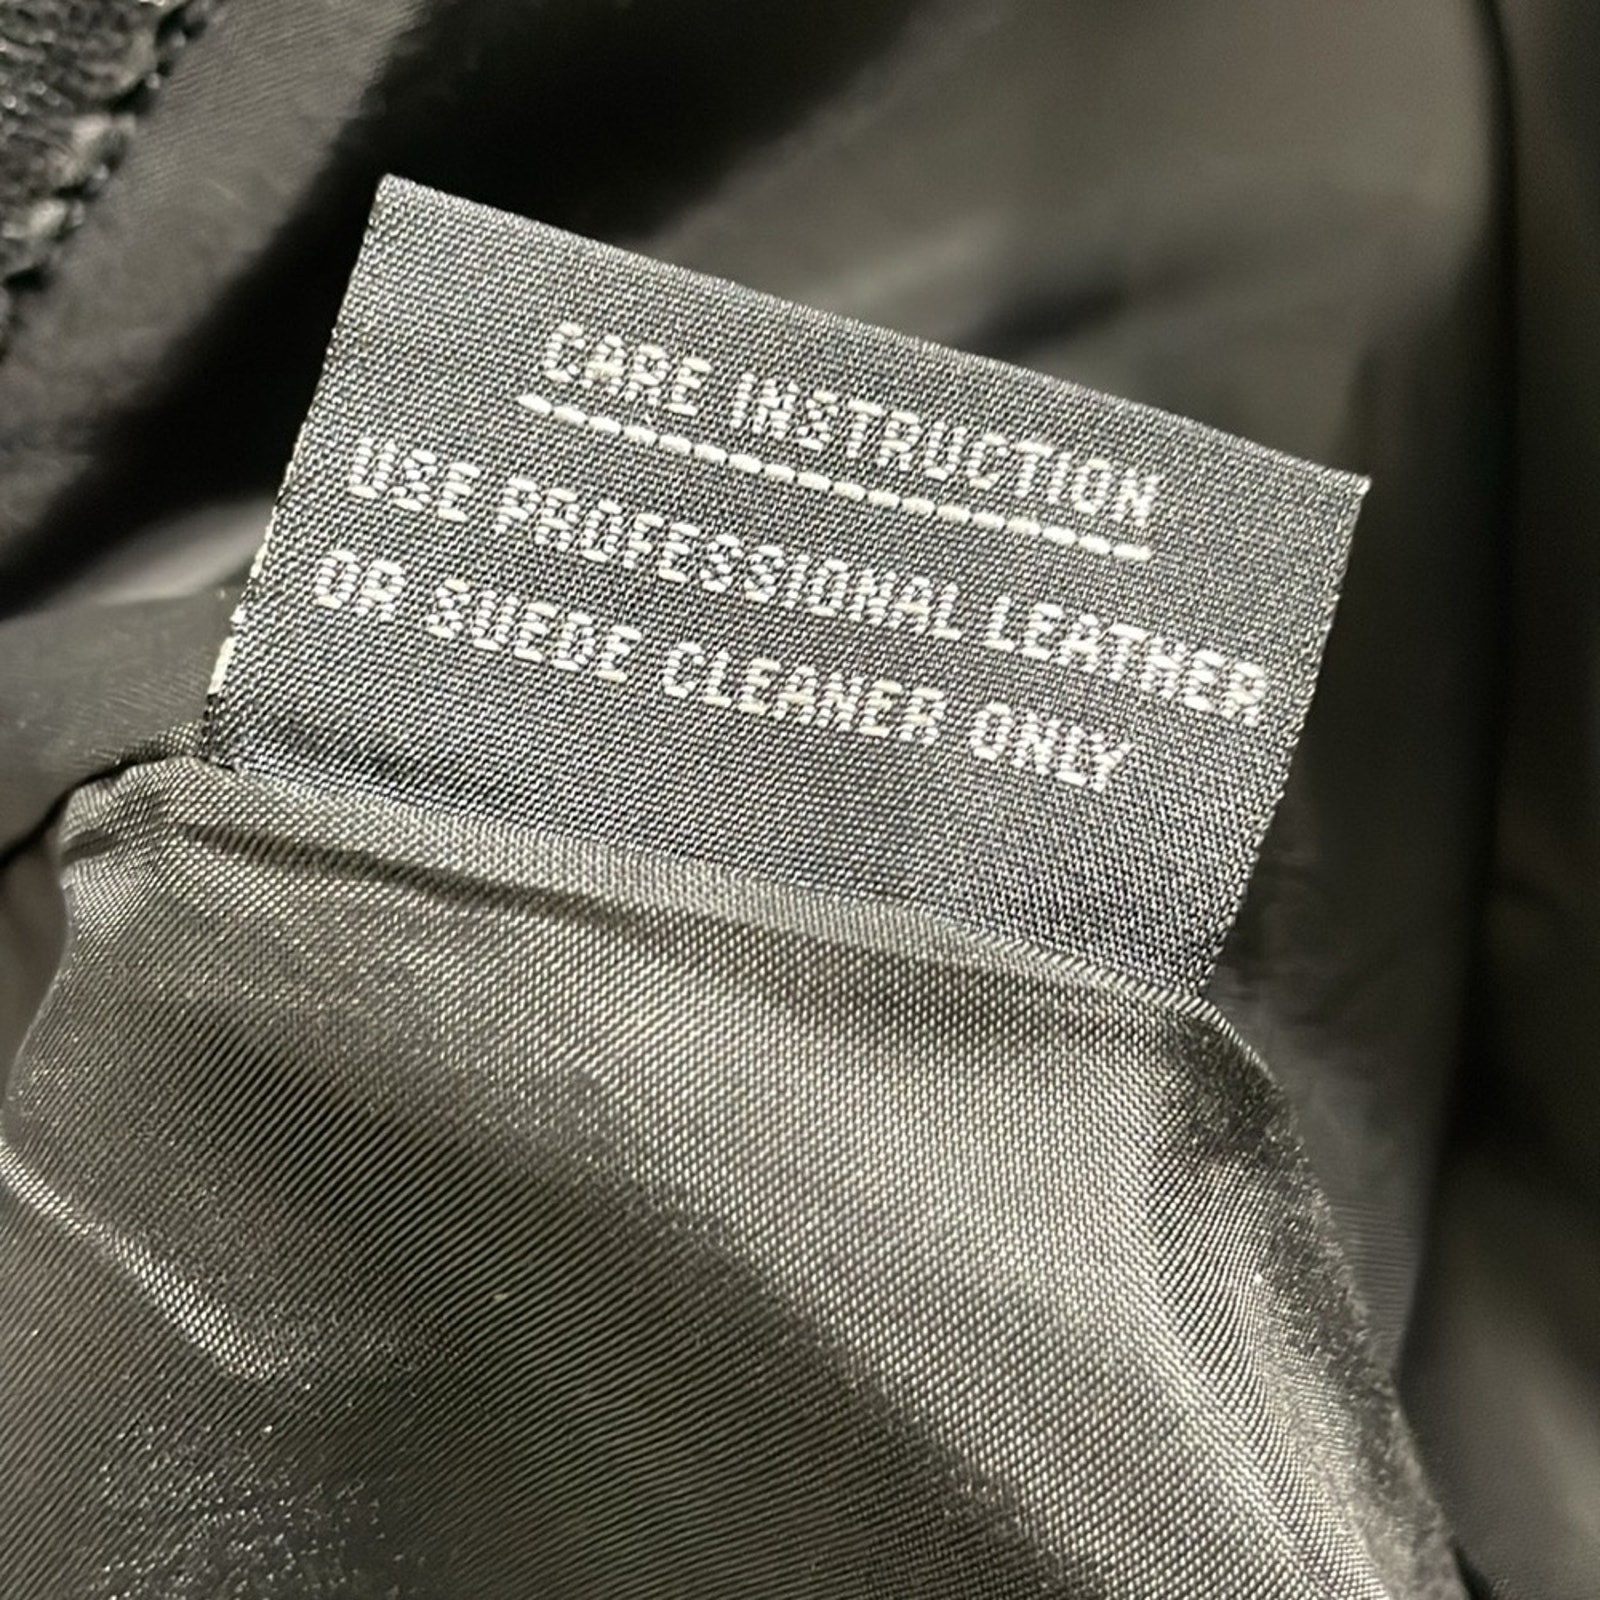 CARE INSTRUCTION
USE PROFESSIONAL LEATHER
OR SUEDE CLEANER ONLY